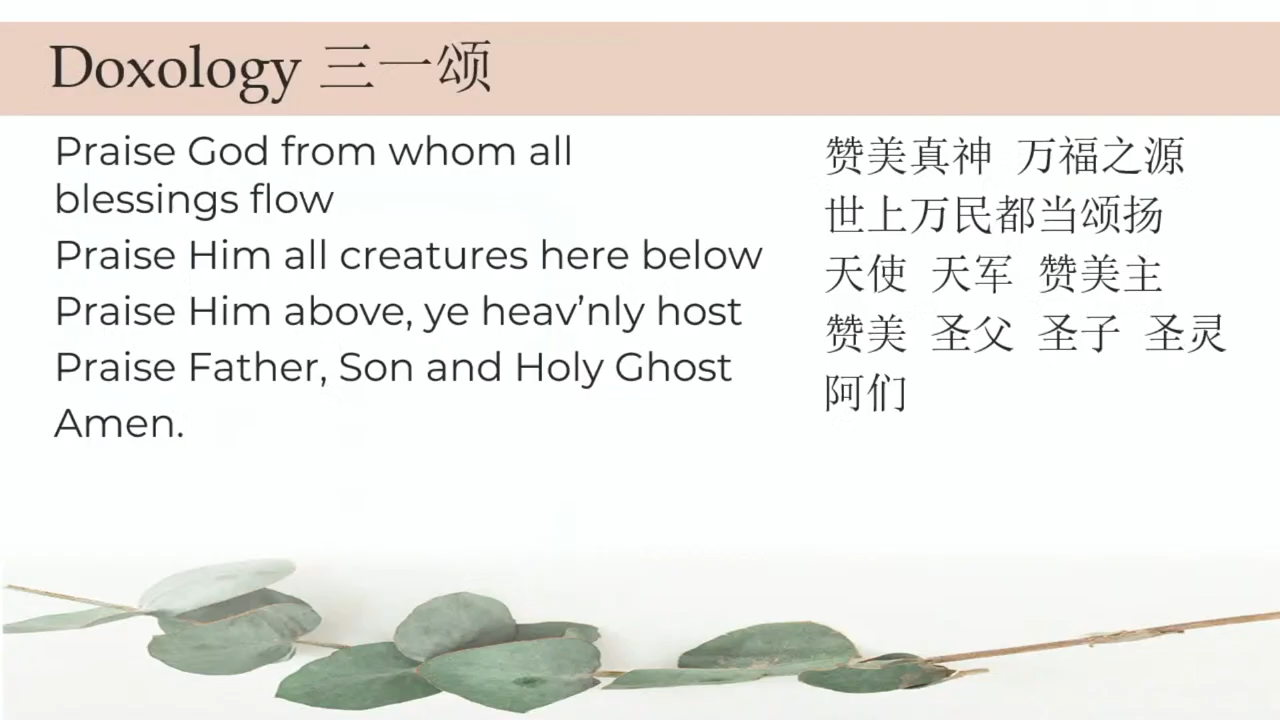 Doxology 三一颂
Praise God from whom all
blessings flow
Praise Him all creatures here below
Praise Him above, ye heav’nly host
Praise Father, Son and Holy Ghost
Amen.
赞美真神 万福之源
世上万民都当颂扬
天使 天军 赞美主
赞美 圣父 圣子 圣灵
阿们